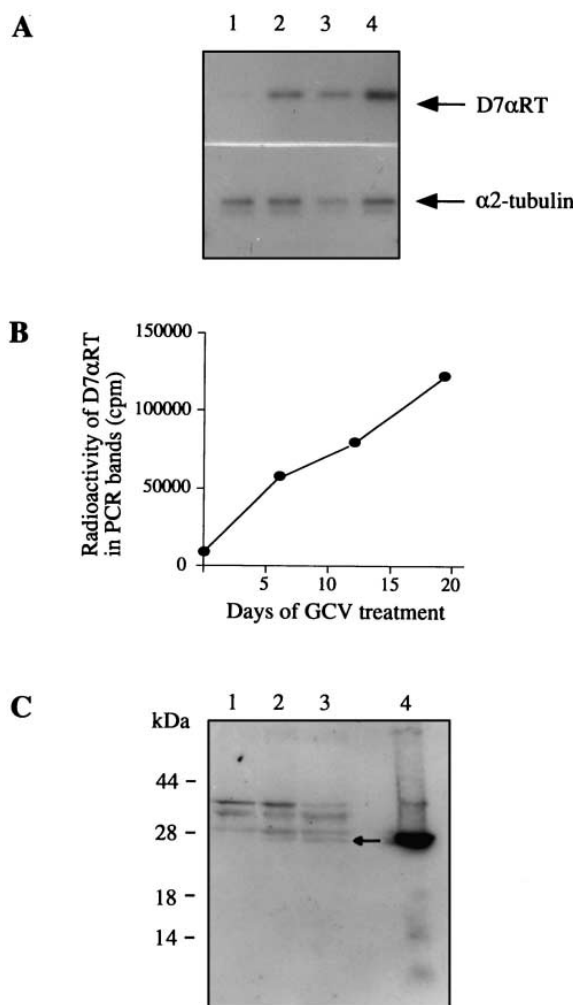 A
1 2 3 4
D7αRT
α2-tubulin
B
Radioactivity of D7αRT
in PCR bands (cpm)
150000
100000
50000
0
5 10 15 20
Days of GCV treatment
C
kDa 1 2 3 4
44
28
18
14